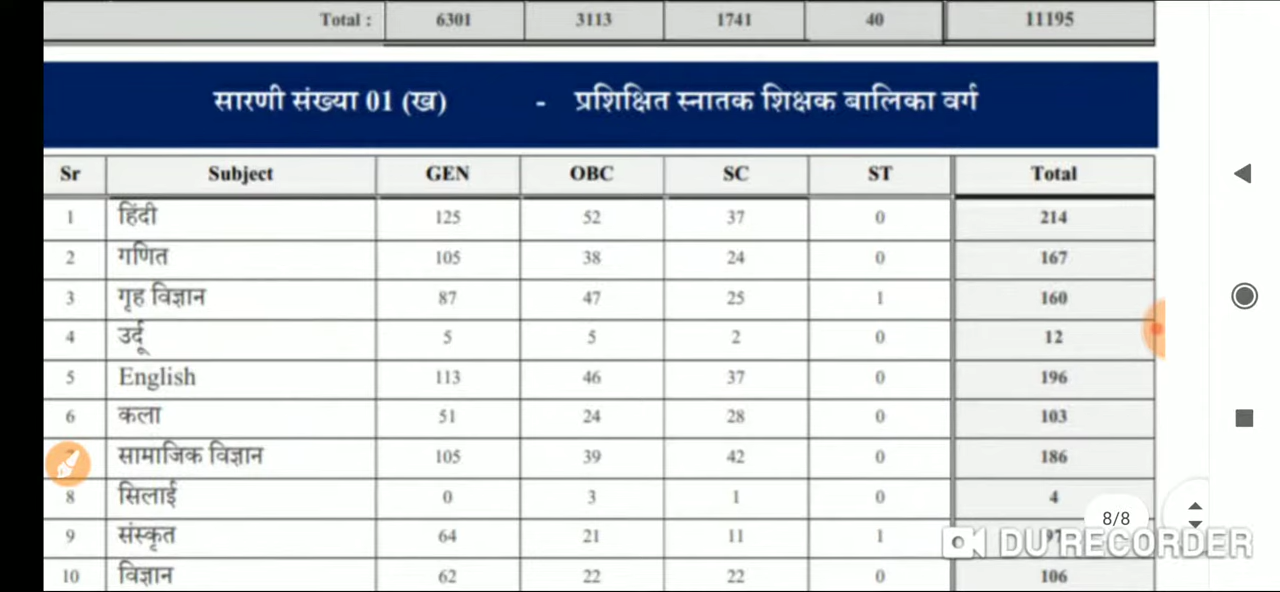 Total : 6301 3113 1741 40 11195
सारणी संख्या 01 (ख) - प्रशिक्षित स्नातक शिक्षक बालिका वर्ग
Sr Subject GEN OBC SC ST Total
1 हिंदी 125 52 37 0 214
2 गणित 105 38 24 0 167
3 गृह विज्ञान 87 47 25 1 160
4 उर्दू 5 5 2 0 12
5 English 113 46 37 0 196
6 कला 51 24 28 0 103
सामाजिक विज्ञान 105 39 42 0 186
8 सिलाई 0 3 1 0 4
8/8
9 संस्कृत 64 21 11 1
DU RECORDER
10 विज्ञान 62 22 22 0 106